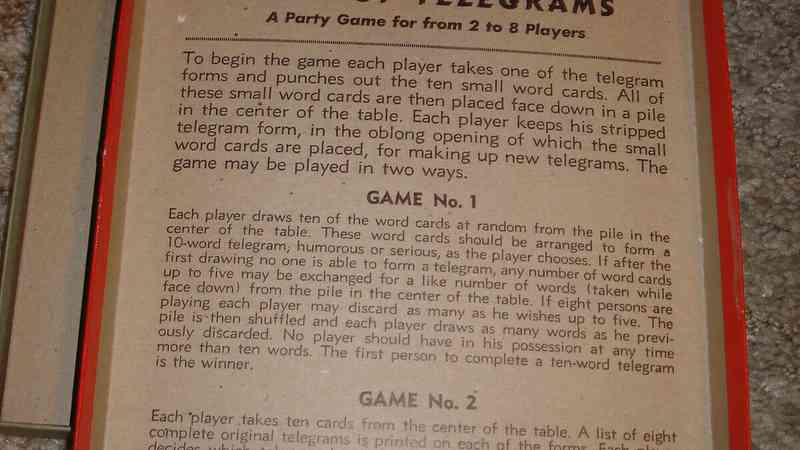 TELEGRAMS
A Party Game for from 2 to 8 Players
To begin the game each player takes one of the telegram
forms and punches out the ten small word cards. All of
these small word cards are then placed face down in a pile
in the center of the table. Each player keeps his stripped
telegram form, in the oblong opening of which the small
word cards are placed, for making up new telegrams. The
game may be played in two ways.
GAME No. 1
Each player draws ten of the word cards at random from the pile in the
center of the table. These word cards should be arranged to form a
10-word telegram, humorous or serious, as the player chooses. If after the
first drawing no one is able to form a telegram, any number of word cards
up to five may be exchanged for a like number of words (taken while
face down) from the pile in the center of the table. If eight persons are
playing each player may discard as many as he wishes up to five. The
pile is then shuffled and each player draws as many words as he previ-
ously discarded. No player should have in his possession at any time
more than ten words. The first person to complete a ten-word telegram
is the winner.
GAME No. 2
Each player takes ten cards from the center of the table. A list of eight
complete original telegrams is printed on each of the forms. Each
decides which